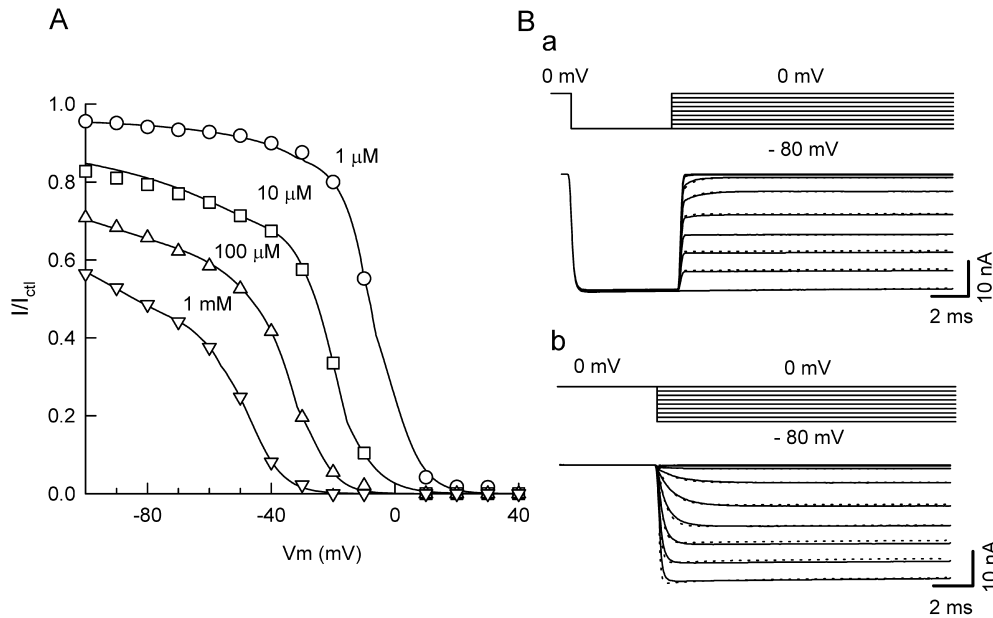 A
1.0
0.8
0.6
0.4
0.2
0.0
I/Ictl
1 μM
10 μM
100 μM
1 mM
-80
-40
0
40
Vm (mV)
B
a
0 mV
0 mV
- 80 mV
10 nA
2 ms
b
0 mV
0 mV
- 80 mV
10 nA
2 ms